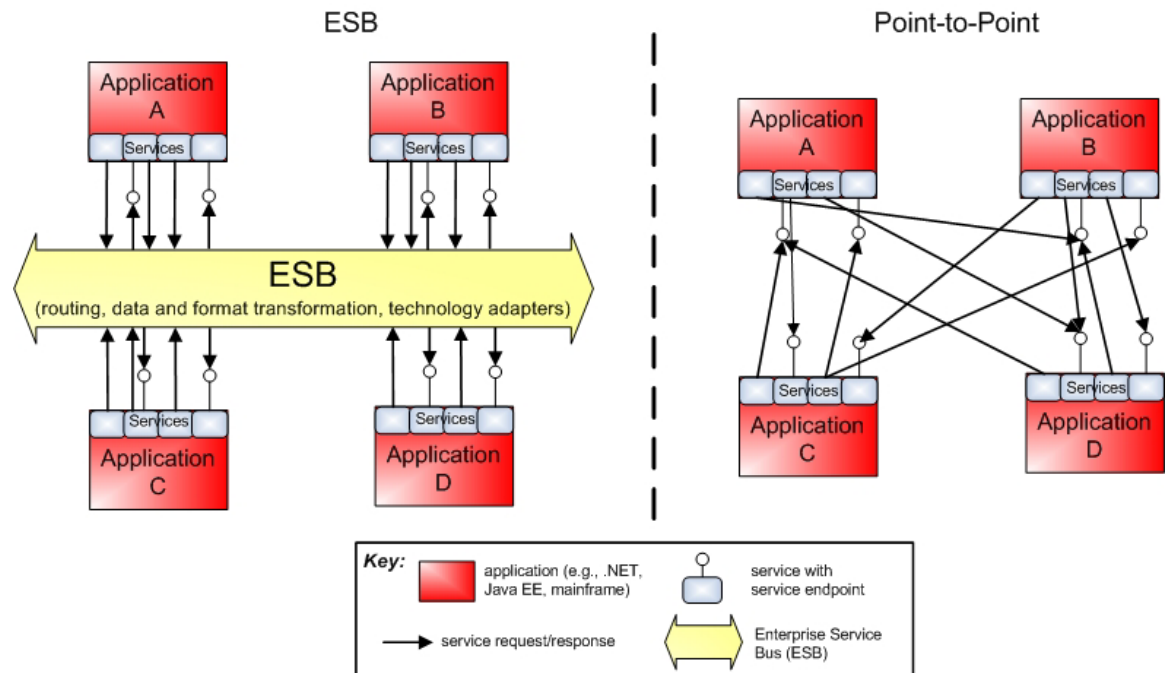 ESB
Point-to-Point
Application
A
Services
Application
B
Services
Application
A
Services
Application
B
Services
ESB
(routing, data and format transformation, technology adapters)
Services
Application
C
Services
Application
D
Services
Application
C
Services
Application
D
Key:
application (e.g., .NET,
Java EE, mainframe)
service with
service endpoint
service request/response
Enterprise Service
Bus (ESB)